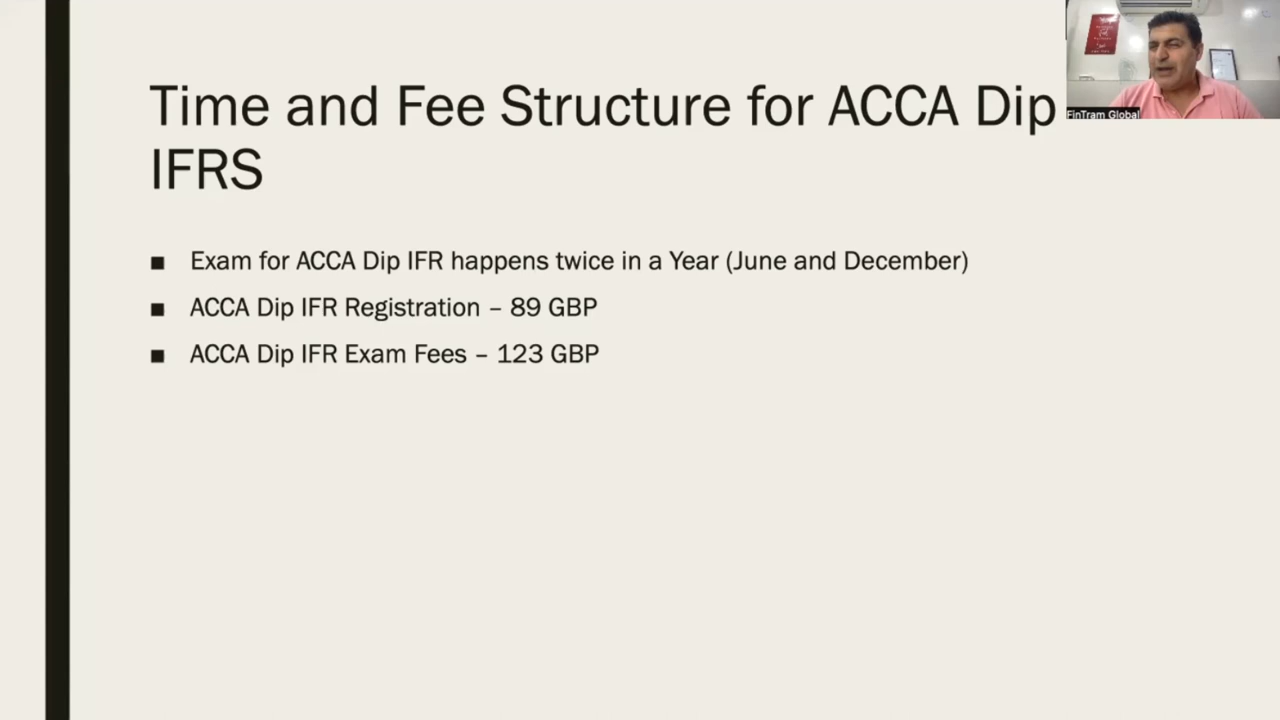 Time and Fee Structure for ACCA Dip
IFRS
FinTram Global
■ Exam for ACCA Dip IFR happens twice in a Year (June and December)
■ ACCA Dip IFR Registration – 89 GBP
■ ACCA Dip IFR Exam Fees – 123 GBP